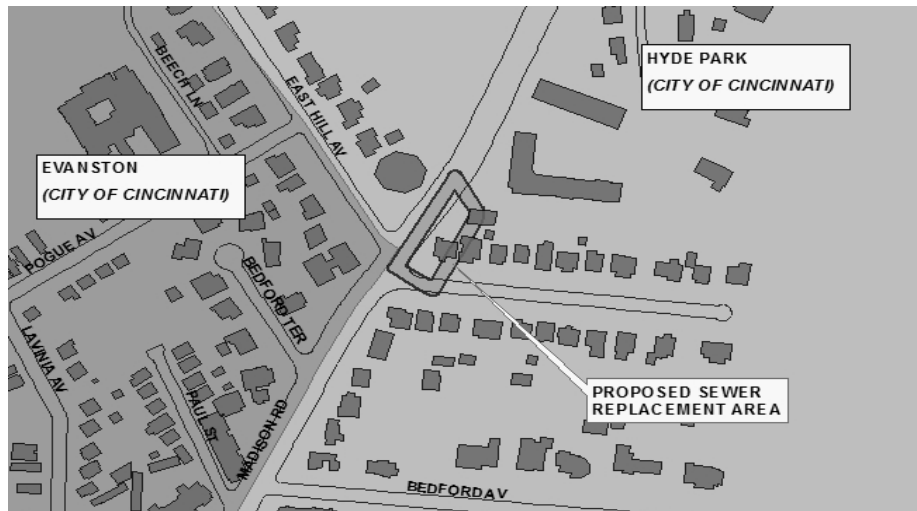 HYDE PARK
(CITY OF CINCINNATI)
BEECH LN
EAST HILL AV
EVANSTON
(CITY OF CINCINNATI)
POGUE AV
BEDFORD TER
LAVINIA AV
PAUL ST
MADISON RD
PROPOSED SEWER
REPLACEMENT AREA
BEDFORD AV